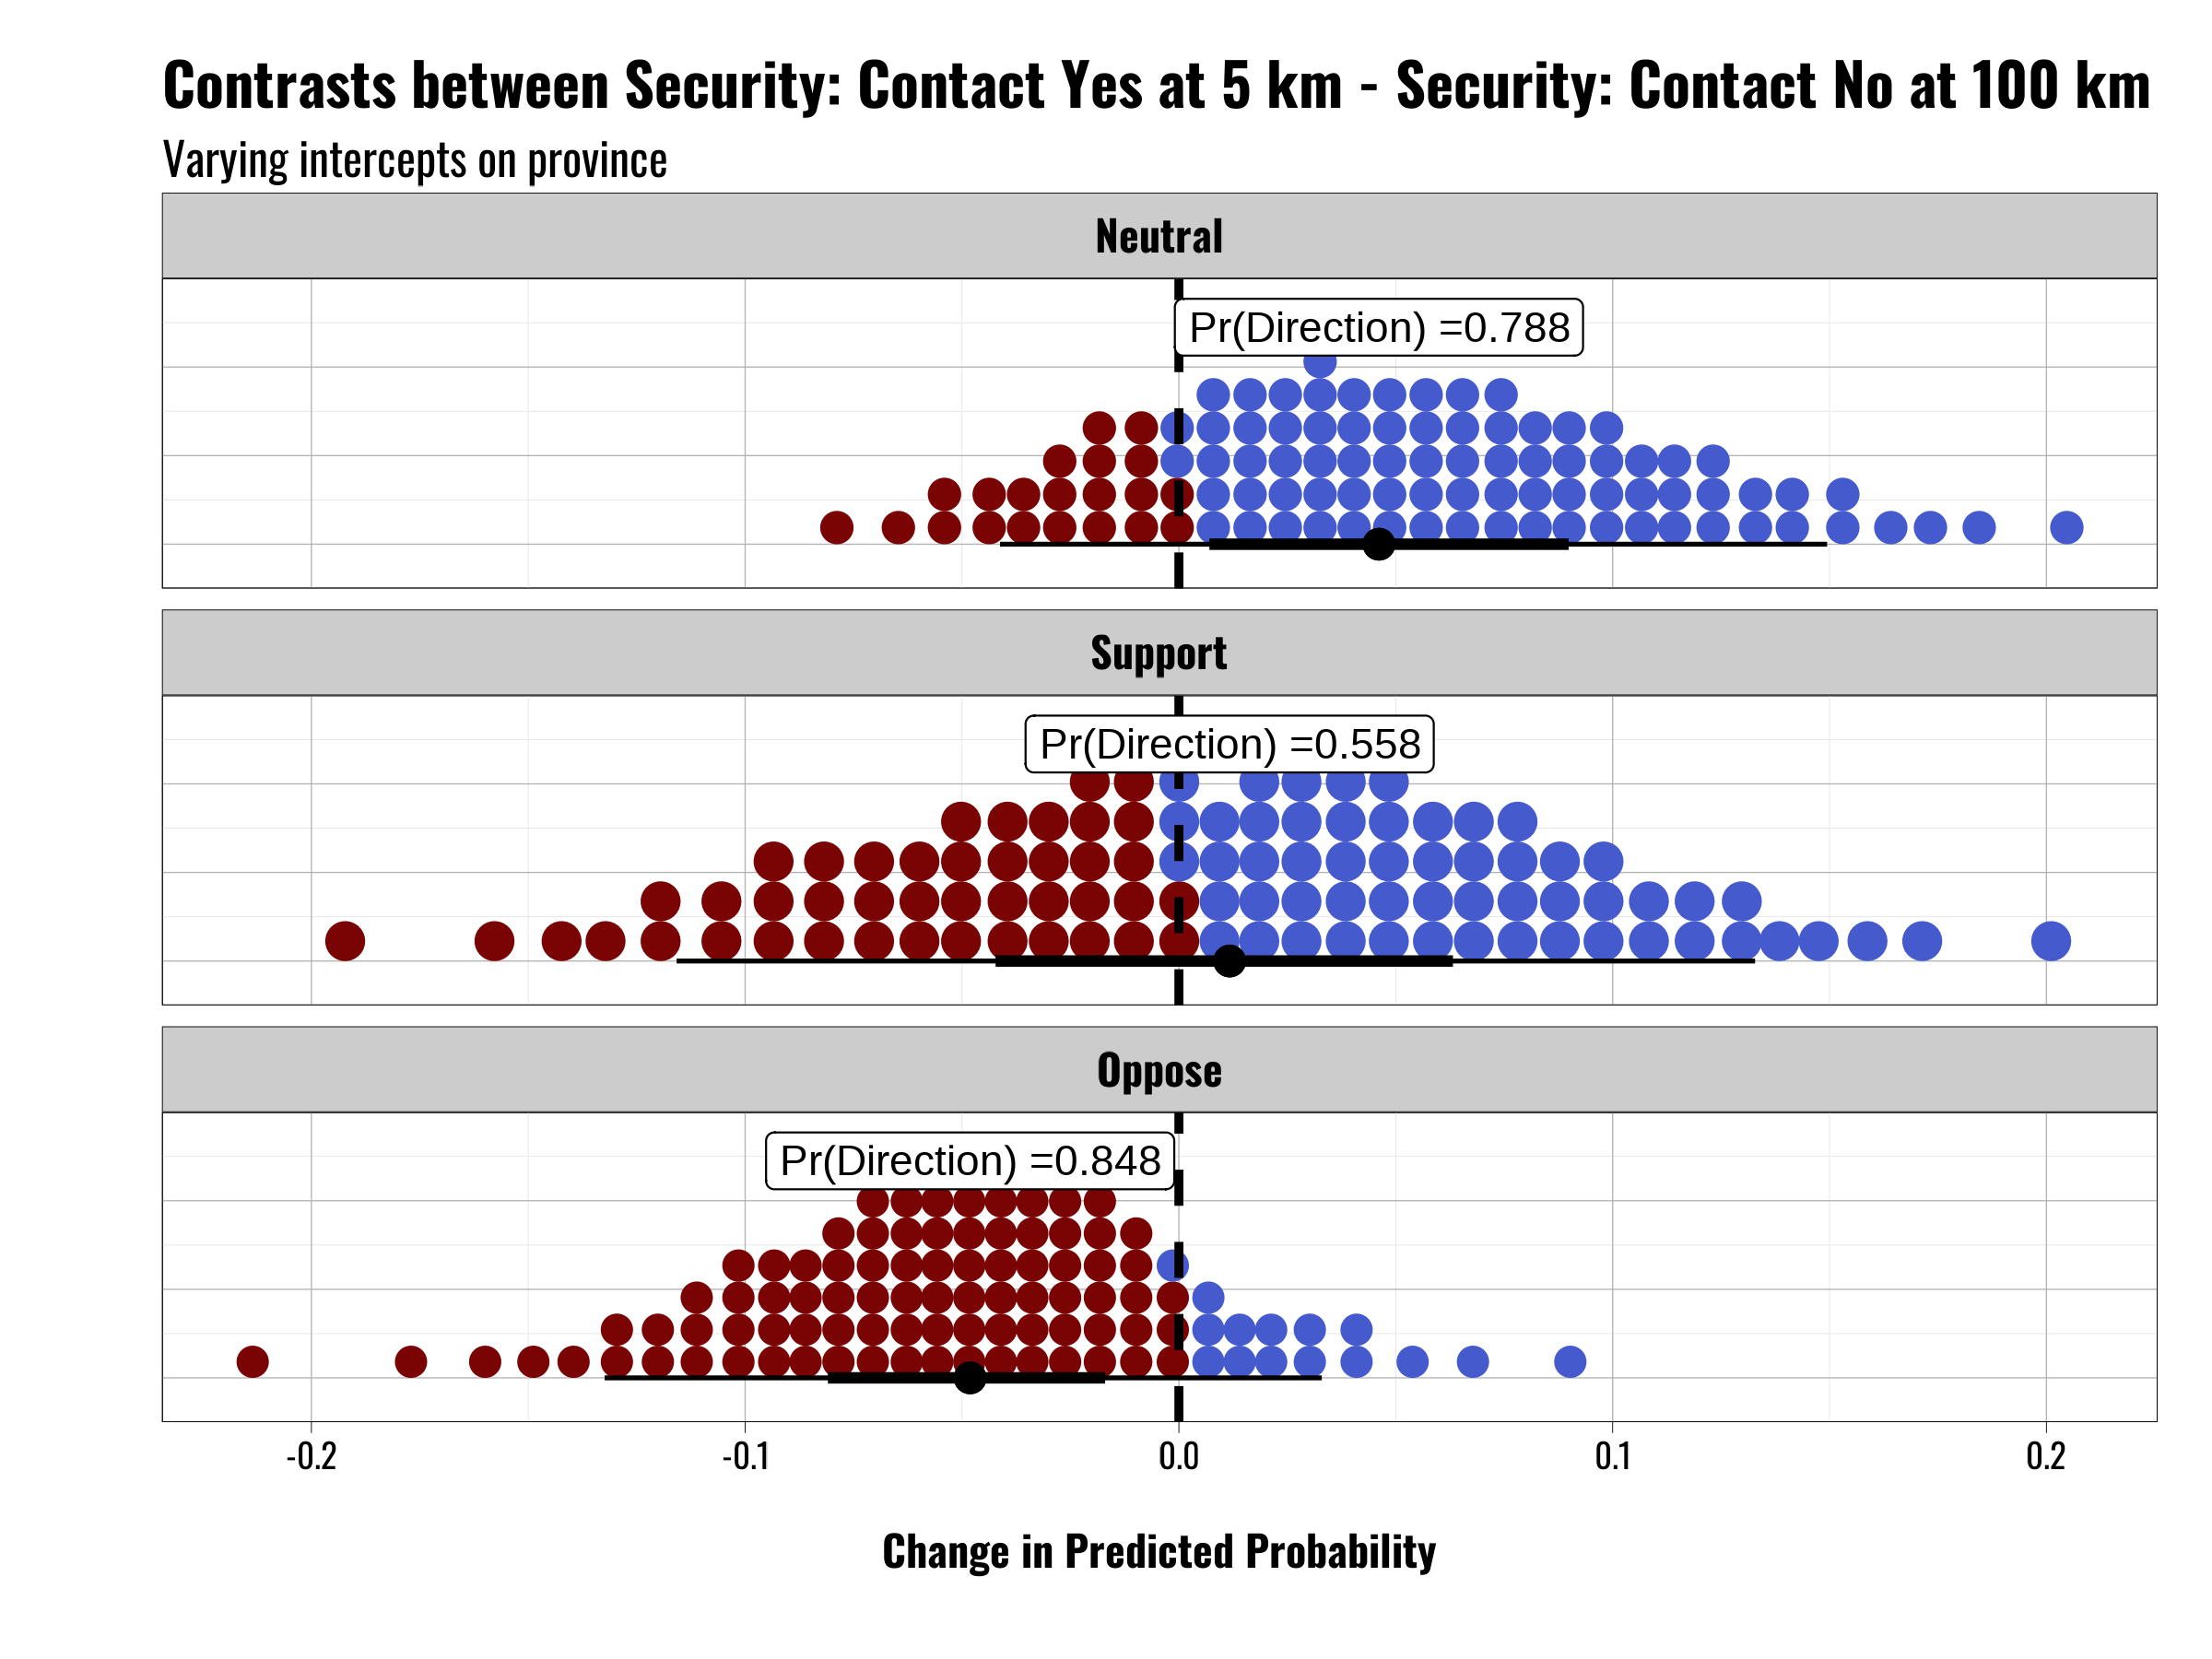 Contrasts between Security: Contact Yes at 5 km - Security: Contact No at 100 km
Varying intercepts on province
Neutral
Pr(Direction) =0.788
Support
Pr(Direction) =0.558
Oppose
Pr(Direction) =0.848
-0.2 -0.1 0.0 0.1 0.2
Change in Predicted Probability